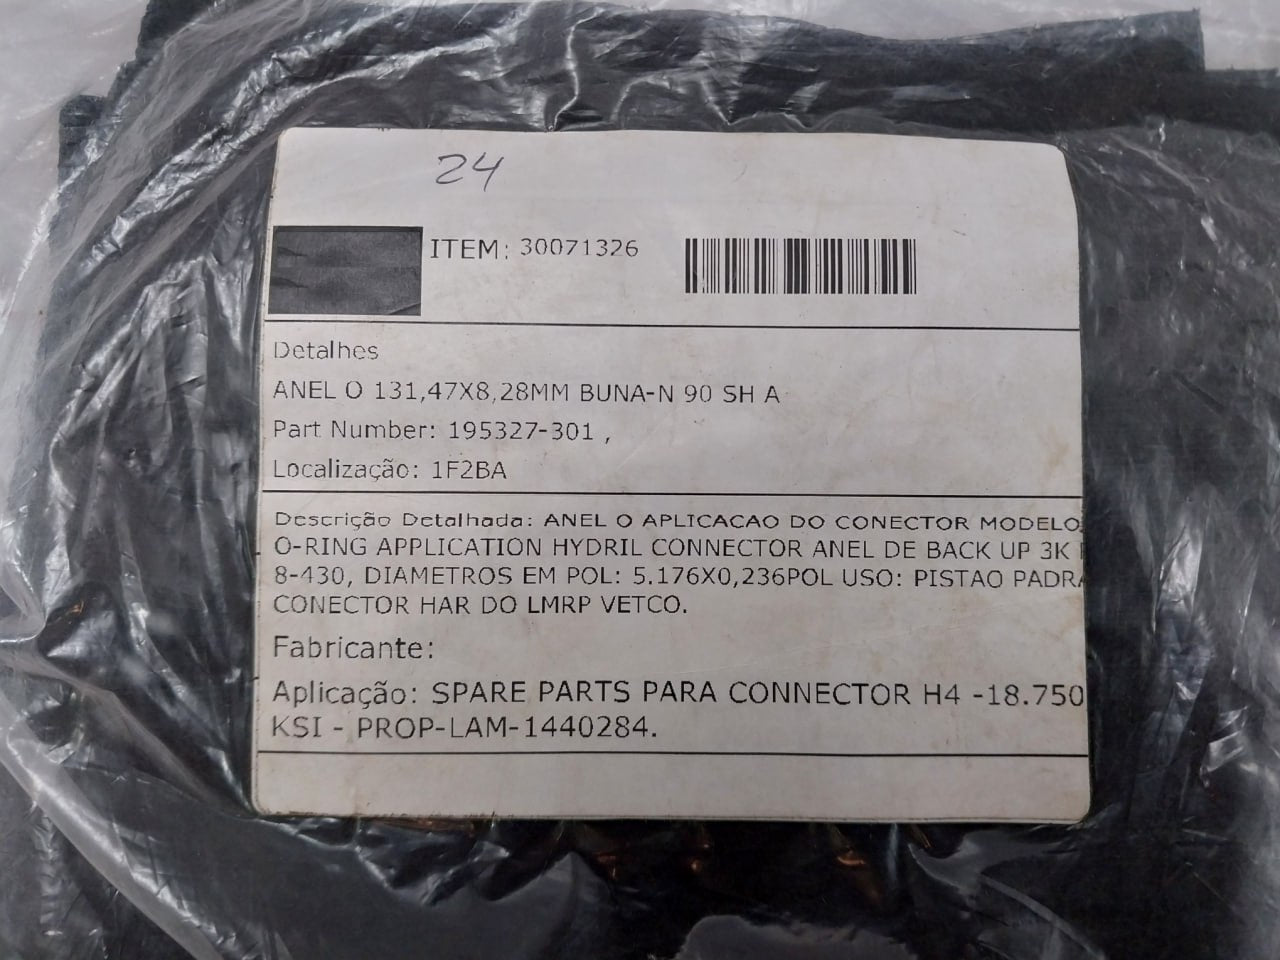 24
ITEM: 30071326
Detalhes
ANEL O 131,47X8,28MM BUNA-N 90 SH A
Part Number: 195327-301 ,
Localização: 1F2BA
Descrição Detalhada: ANEL O APLICACAO DO CONECTOR MODELO
O-RING APPLICATION HYDRIL CONNECTOR ANEL DE BACK UP 3K
8-430, DIAMETROS EM POL: 5.176X0,236POL USO: PISTAO PADRA
CONECTOR HAR DO LMRP VETCO.
Fabricante:
Aplicação: SPARE PARTS PARA CONNECTOR H4 -18.750
KSI - PROP-LAM-1440284.